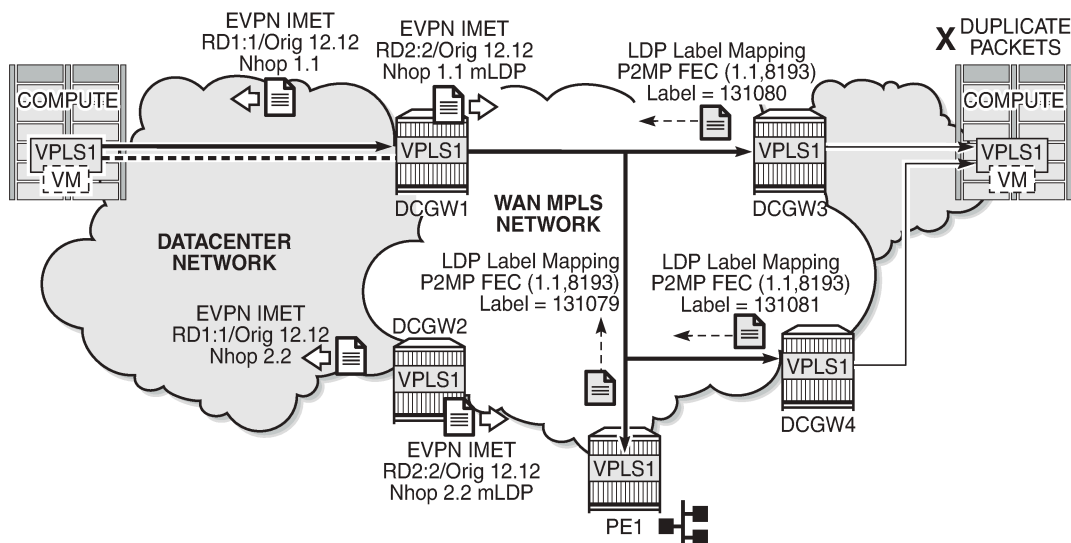 EVPN IMET
RD1:1/Orig 12.12
Nhop 1.1
EVPN IMET
RD2:2/Orig 12.12
Nhop 1.1 mLDP
LDP Label Mapping
P2MP FEC (1.1,8193)
Label = 131080
X DUPLICATE
PACKETS
COMPUTE
VPLS1
VM
VPLS1
DCGW1
VPLS1
DCGW3
COMPUTE
VPLS1
VM
WAN MPLS
NETWORK
DATACENTER
NETWORK
LDP Label Mapping
P2MP FEC (1.1,8193)
Label = 131079
LDP Label Mapping
P2MP FEC (1.1,8193)
Label = 131081
EVPN IMET
RD1:1/Orig 12.12
Nhop 2.2
DCGW2
VPLS1
VPLS1
DCGW4
EVPN IMET
RD2:2/Orig 12.12
Nhop 2.2 mLDP
VPLS1
PE1